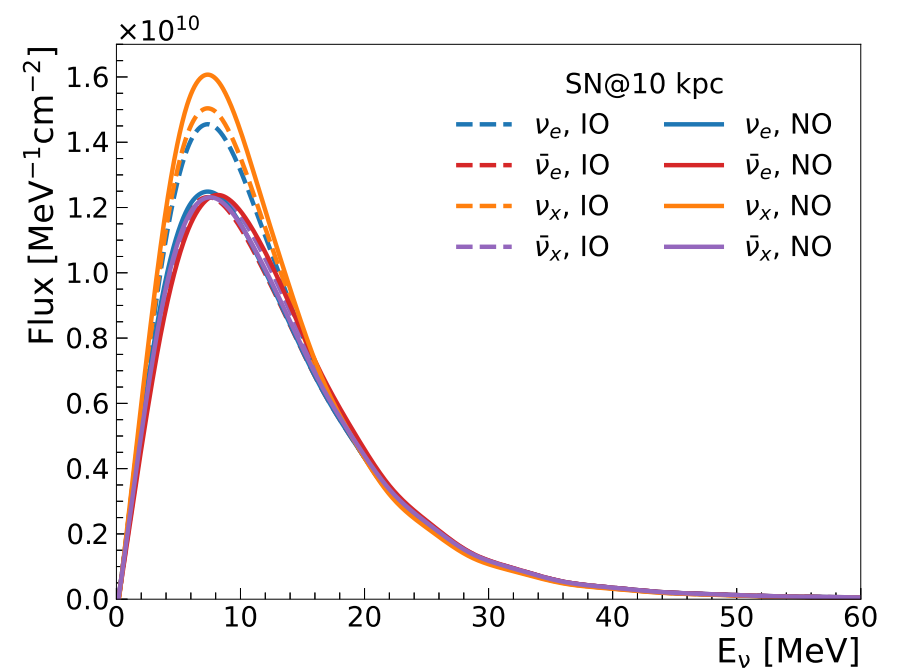 ×10¹⁰
Flux [MeV⁻¹cm⁻²]
1.6
1.4
1.2
1.0
0.8
0.6
0.4
0.2
0.0
SN@10 kpc
νₑ, IO νₑ, NO
ν̄ₑ, IO ν̄ₑ, NO
νₓ, IO νₓ, NO
ν̄ₓ, IO ν̄ₓ, NO
0 10 20 30 40 50 60
Eᵥ [MeV]